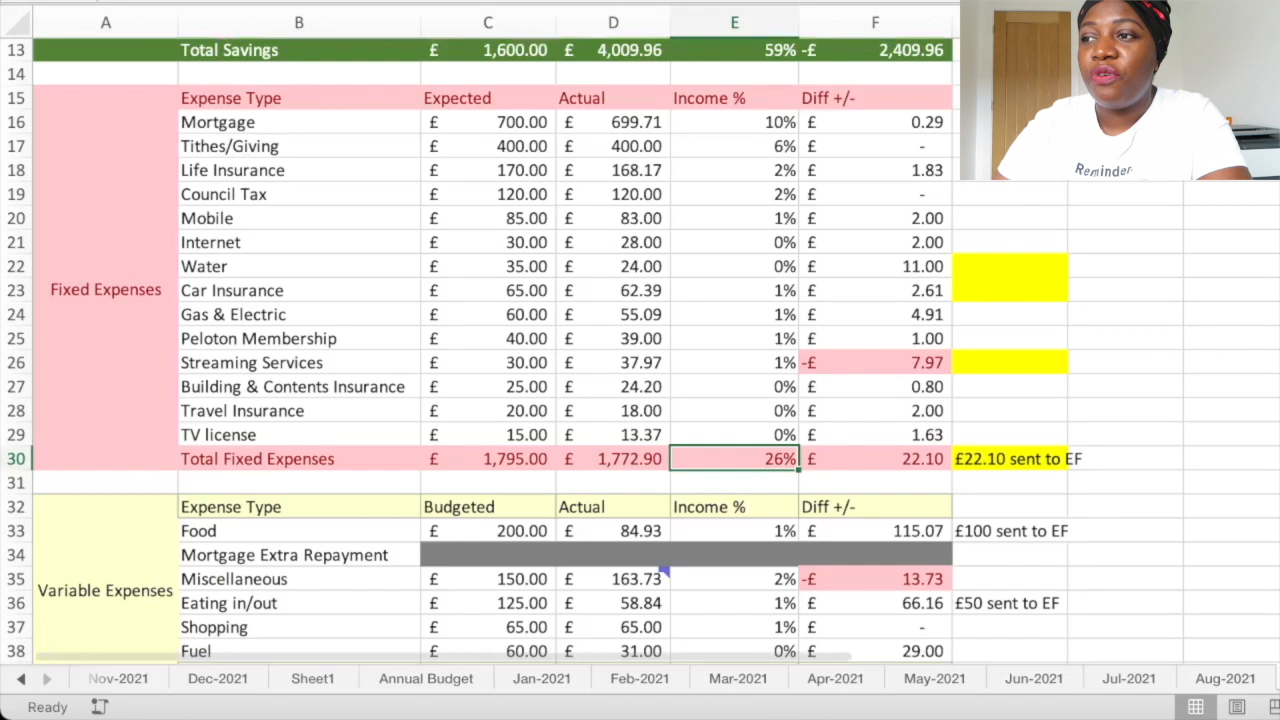 A B C D E F
13 Total Savings £ 1,600.00 £ 4,009.96 59% -£ 2,409.96
14
15 Expense Type Expected Actual Income % Diff +/-
16 Mortgage £ 700.00 £ 699.71 10% £ 0.29
17 Tithes/Giving £ 400.00 £ 400.00 6% £ -
18 Life Insurance £ 170.00 £ 168.17 2% £ 1.83
19 Council Tax £ 120.00 £ 120.00 2% £ -
20 Mobile £ 85.00 £ 83.00 1% £ 2.00
21 Internet £ 30.00 £ 28.00 0% £ 2.00
22 Water £ 35.00 £ 24.00 0% £ 11.00
23 Fixed Expenses Car Insurance £ 65.00 £ 62.39 1% £ 2.61
24 Gas & Electric £ 60.00 £ 55.09 1% £ 4.91
25 Peloton Membership £ 40.00 £ 39.00 1% £ 1.00
26 Streaming Services £ 30.00 £ 37.97 1% -£ 7.97
27 Building & Contents Insurance £ 25.00 £ 24.20 0% £ 0.80
28 Travel Insurance £ 20.00 £ 18.00 0% £ 2.00
29 TV license £ 15.00 £ 13.37 0% £ 1.63
30 Total Fixed Expenses £ 1,795.00 £ 1,772.90 26% £ 22.10 £22.10 sent to EF
31
32 Expense Type Budgeted Actual Income % Diff +/-
33 Food £ 200.00 £ 84.93 1% £ 115.07 £100 sent to EF
34 Mortgage Extra Repayment
35 Variable Expenses Miscellaneous £ 150.00 £ 163.73 2% -£ 13.73
36 Eating in/out £ 125.00 £ 58.84 1% £ 66.16 £50 sent to EF
37 Shopping £ 65.00 £ 65.00 1% £ -
38 Fuel £ 60.00 £ 31.00 0% £ 29.00
Nov-2021 Dec-2021 Sheet1 Annual Budget Jan-2021 Feb-2021 Mar-2021 Apr-2021 May-2021 Jun-2021 Jul-2021 Aug-2021
Ready
Reminder